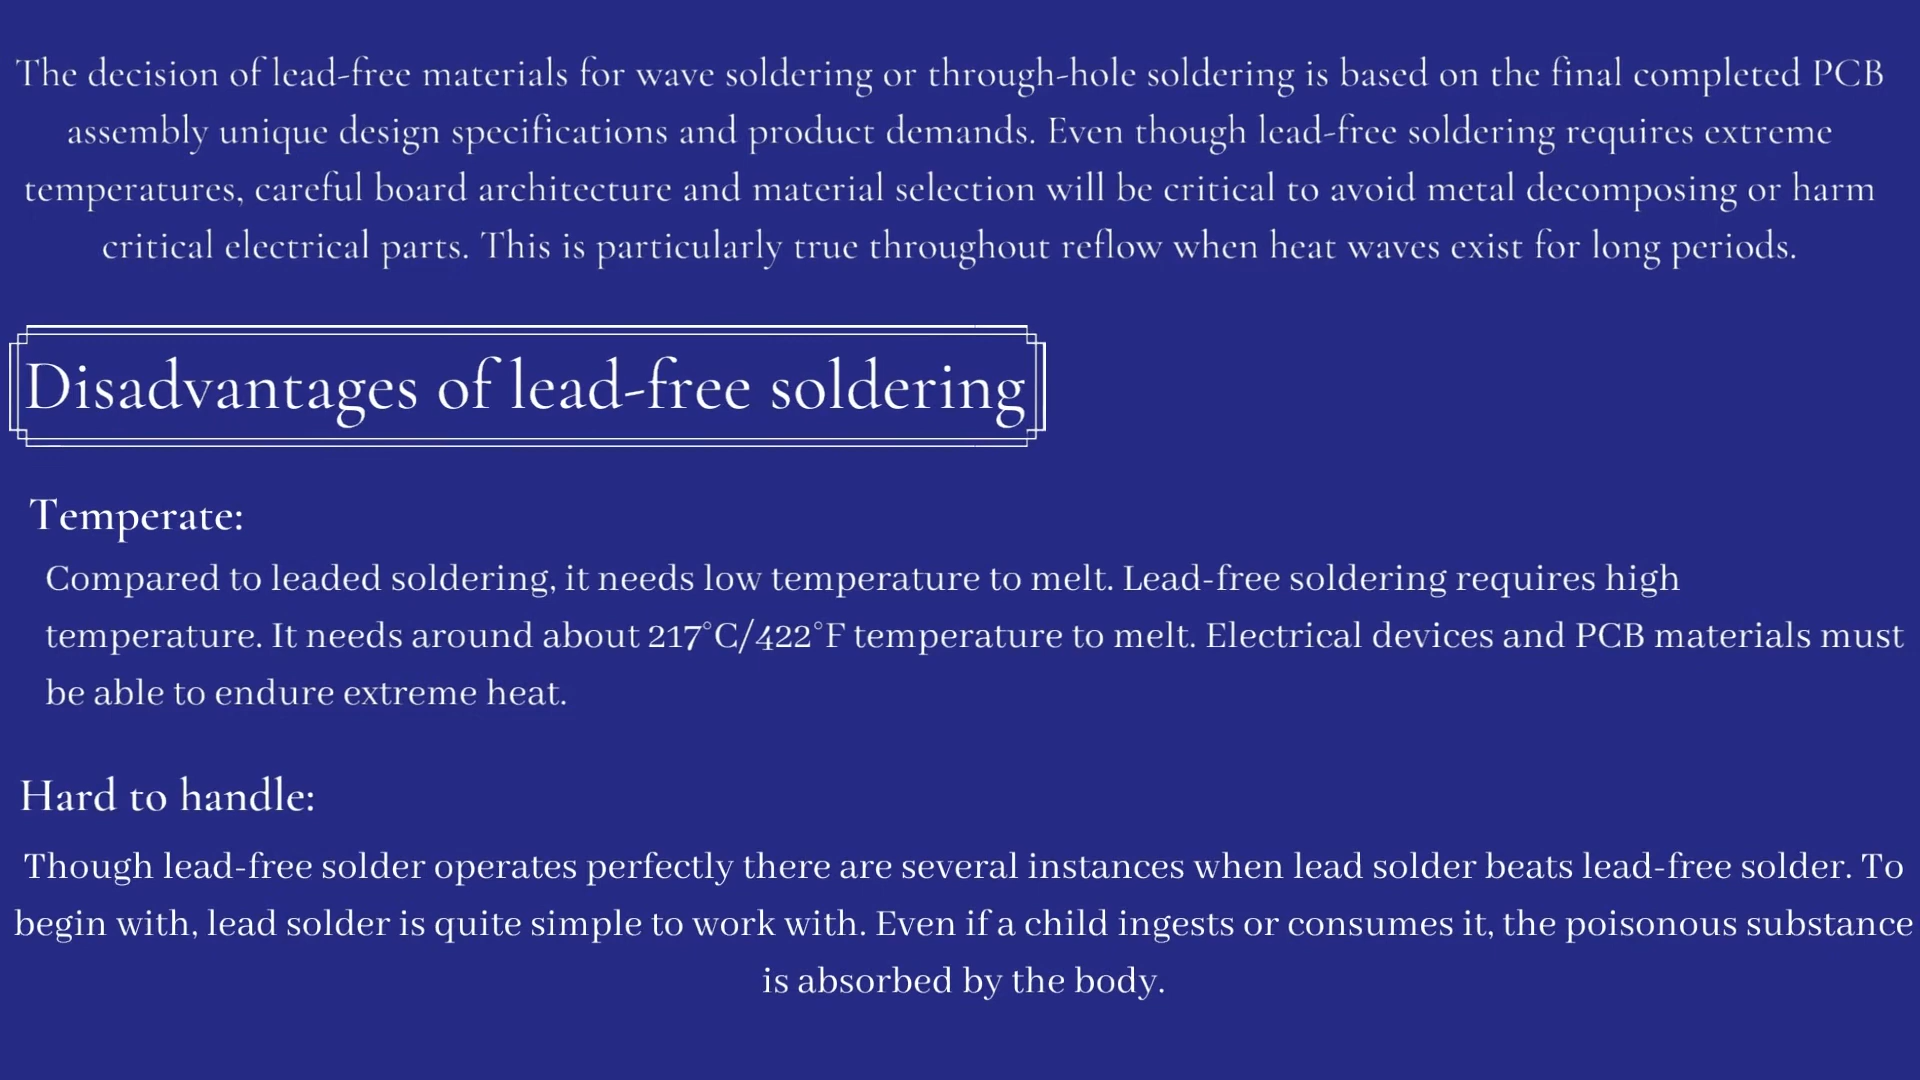 The decision of lead-free materials for wave soldering or through-hole soldering is based on the final completed PCB
assembly unique design specifications and product demands. Even though lead-free soldering requires extreme
temperatures, careful board architecture and material selection will be critical to avoid metal decomposing or harm
critical electrical parts. This is particularly true throughout reflow when heat waves exist for long periods.
Disadvantages of lead-free soldering
Temperate:
Compared to leaded soldering, it needs low temperature to melt. Lead-free soldering requires high
temperature. It needs around about 217°C/422°F temperature to melt. Electrical devices and PCB materials must
be able to endure extreme heat.
Hard to handle:
Though lead-free solder operates perfectly there are several instances when lead solder beats lead-free solder. To
begin with, lead solder is quite simple to work with. Even if a child ingests or consumes it, the poisonous substance
is absorbed by the body.